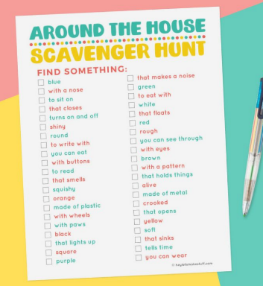 AROUND THE HOUSE
SCAVENGER HUNT
FIND SOMETHING:
blue
with a nose
to sit on
that closes
turns on and off
shiny
round
to write with
you can eat
with buttons
to read
that smells
squishy
orange
made of plastic
with wheels
with paws
black
that lights up
square
purple
that makes a noise
green
to eat with
white
that floats
red
rough
you can see through
with eyes
brown
with a pattern
that holds things
alive
made of metal
crooked
that opens
yellow
soft
that sinks
tells time
you can wear